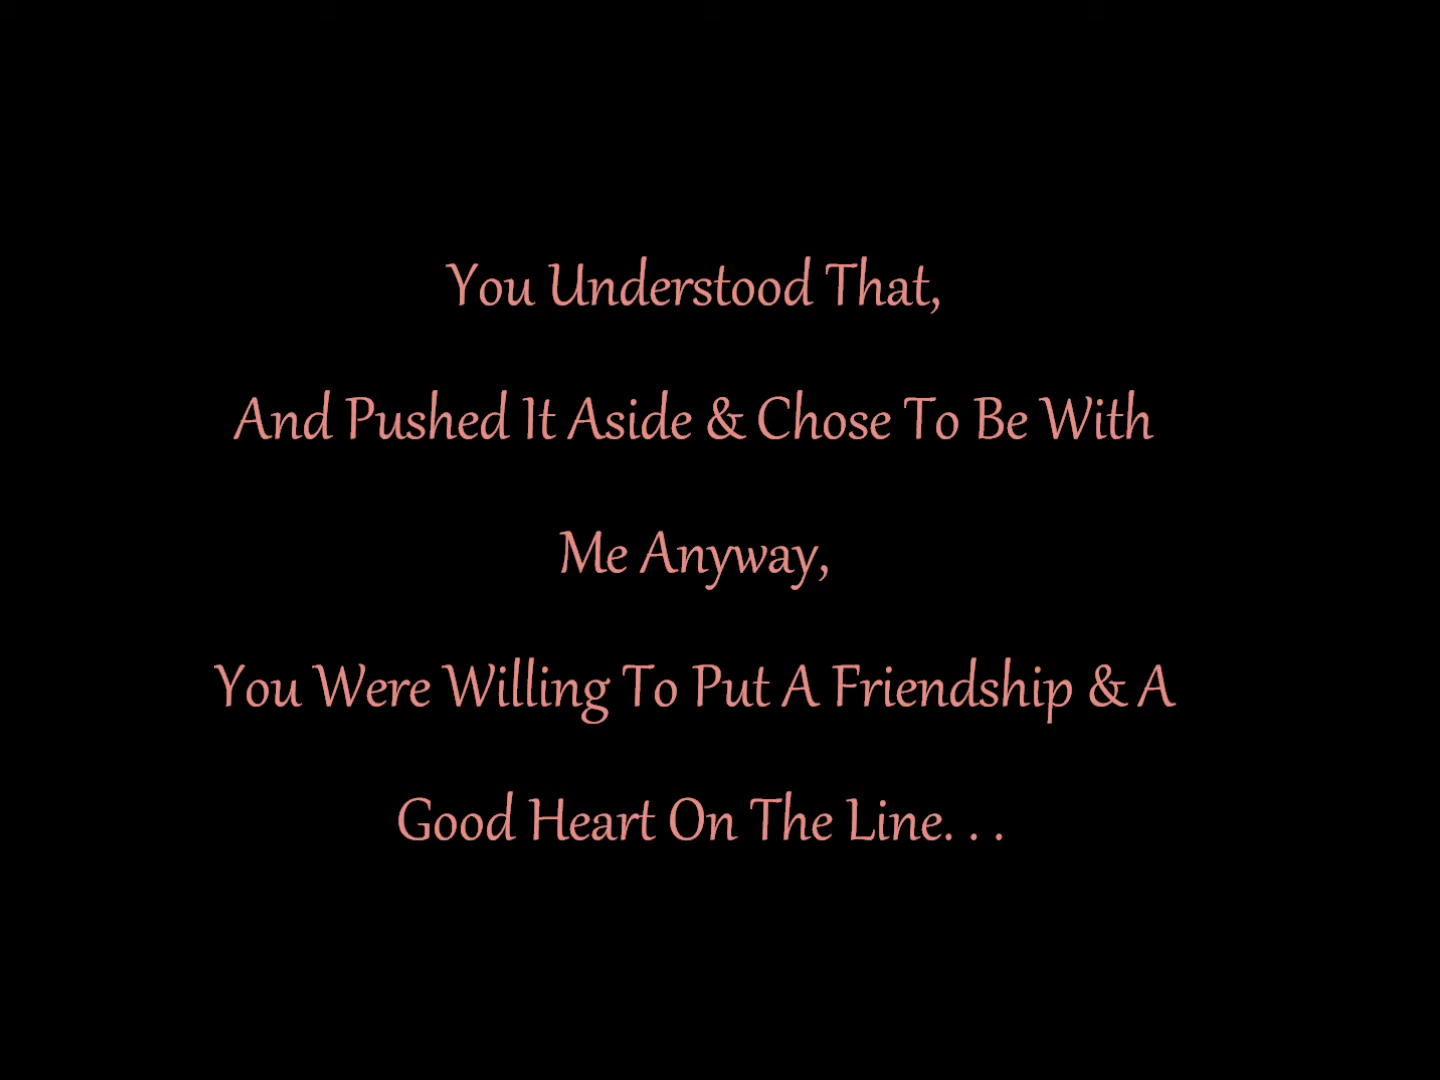 You Understood That,
And Pushed It Aside & Chose To Be With
Me Anyway,
You Were Willing To Put A Friendship & A
Good Heart On The Line. . .